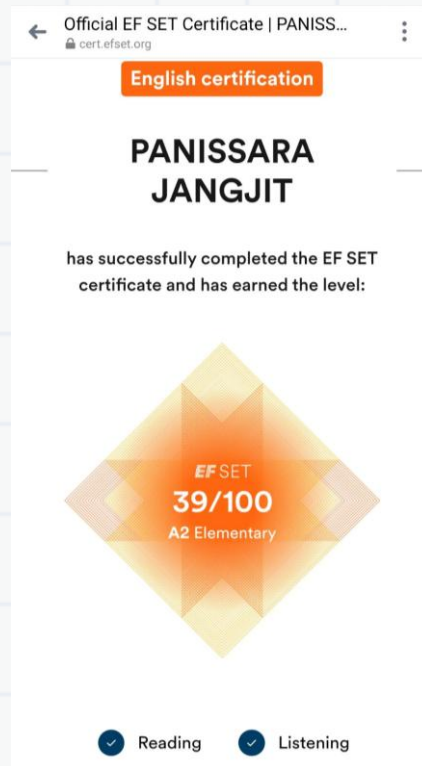 Official EF SET Certificate | PANISS...
cert.efset.org
English certification
PANISSARA
JANGJIT
has successfully completed the EF SET
certificate and has earned the level:
EF SET
39/100
A2 Elementary
Reading Listening